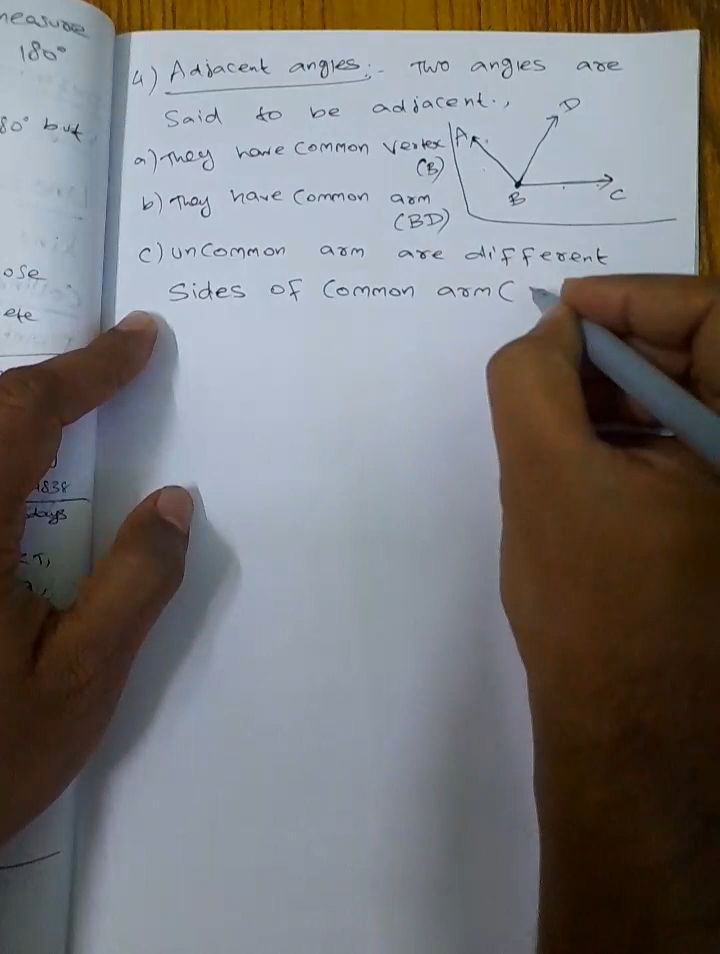 measure
180°
80° but
ose
ete
1838
days
4) Adjacent angles:- Two angles are
said to be adjacent.,
a) They have common vertex
(B)
b) They have common arm
(BD)
A
D
B
C
c) uncommon arm are different
sides of common arm (